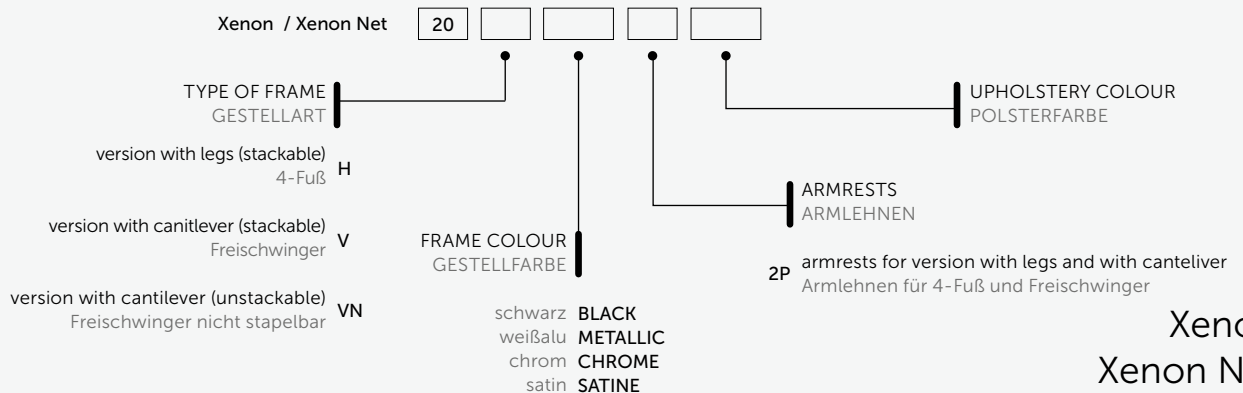 Xenon / Xenon Net 20
TYPE OF FRAME
GESTELLART
version with legs (stackable) H
4-Fuß
version with canitlever (stackable) V
Freischwinger
version with cantilever (unstackable) VN
Freischwinger nicht stapelbar
FRAME COLOUR
GESTELLFARBE
schwarz BLACK
weißalu METALLIC
chrom CHROME
satin SATINE
ARMRESTS
ARMLEHNEN
2P armrests for version with legs and with canteliver
Armlehnen für 4-Fuß und Freischwinger
UPHOLSTERY COLOUR
POLSTERFARBE
Xeno
Xenon N